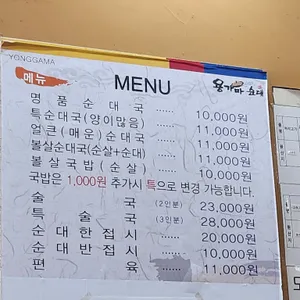 YONGGAMA
메뉴
MENU
용가마 순대
명품순대국 ...... 10,000원
특순대국(양이많음) ...... 11,000원
얼큰(매운)순대국 ...... 11,000원
볼살순대국(순살+순대) 11,000원
볼살국밥(순살) ...... 10,000원
국밥은 1,000원 추가시 특으로 변경 가능합니다
술국 (2인분) 23,000원
특술국 (3인분) 28,000원
순대한접시 ...... 20,000원
순대반접시 ...... 10,000원
편육 ...... 11,000원